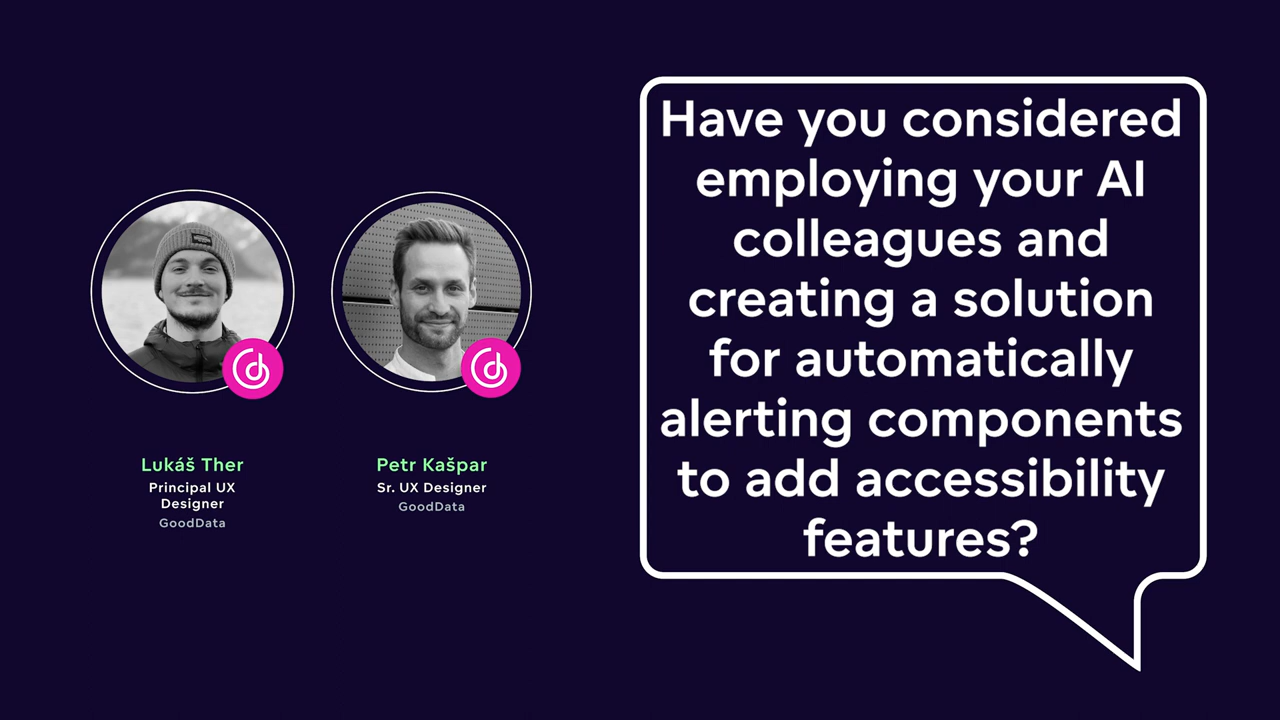 Lukáš Ther
Principal UX
Designer
GoodData
Petr Kašpar
Sr. UX Designer
GoodData
Have you considered
employing your AI
colleagues and
creating a solution
for automatically
alerting components
to add accessibility
features?